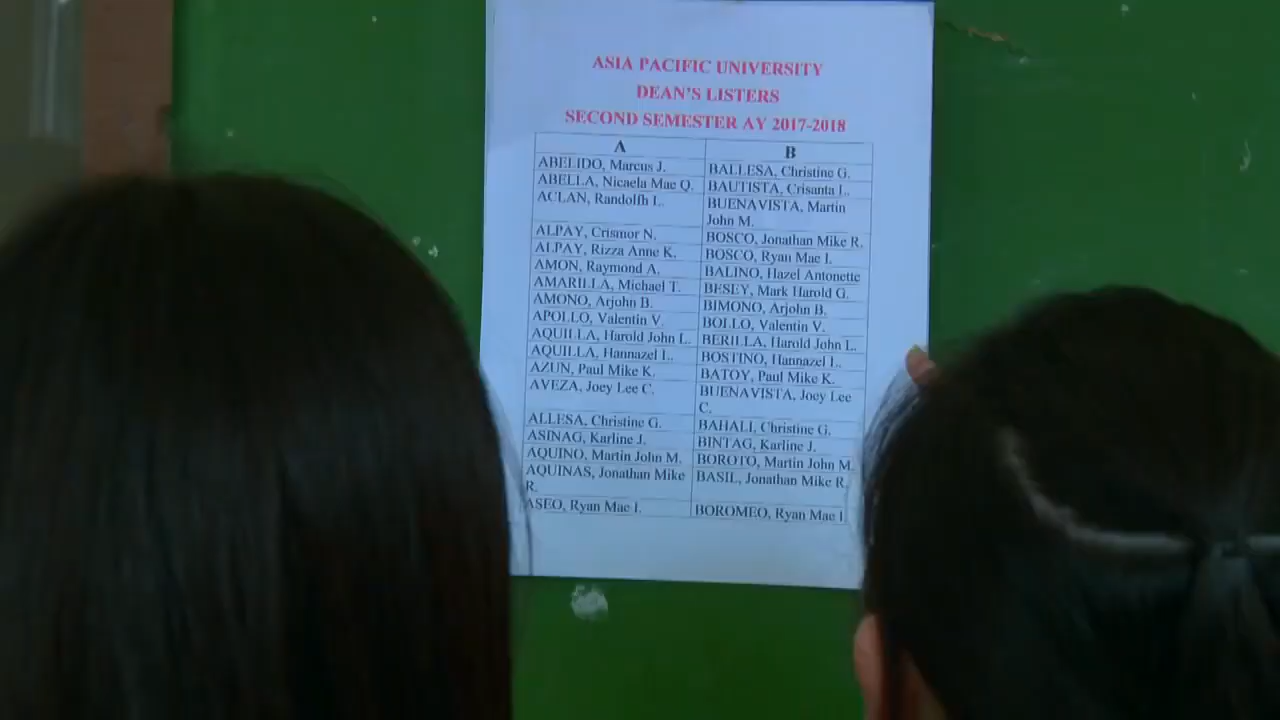 ASIA PACIFIC UNIVERSITY
DEAN'S LISTERS
SECOND SEMESTER AY 2017-2018
A B
ABELIDO, Marcus J. BALLESA, Christine G.
ABELLA, Nicaela Mae Q. BAUTISTA, Crisanta L.
ACLAN, Randolfh L. BUENAVISTA, Martin
John M.
ALPAY, Crismor N. BOSCO, Jonathan Mike R.
ALPAY, Rizza Anne K. BOSCO, Ryan Mae I.
AMON, Raymond A. BALINO, Hazel Antonette
AMARILLA, Michael T. BESEY, Mark Harold G.
AMONO, Arjohn B. BIMONO, Arjohn B.
APOLLO, Valentin V. BOLLO, Valentin V.
AQUILLA, Harold John L. BERILLA, Harold John L.
AQUILLA, Hannazel L. BOSTINO, Hannazel L.
AZUN, Paul Mike K. BATOY, Paul Mike K.
AVEZA, Joey Lee C. BUENAVISTA, Joey Lee
C.
ALLESA, Christine G. BAHALI, Christine G.
ASINAG, Karline J. BINTAG, Karline J.
AQUINO, Martin John M. BOROTO, Martin John M.
AQUINAS, Jonathan Mike BASIL, Jonathan Mike R.
R.
ASEO, Ryan Mae I. BOROMEO, Ryan Mae I.